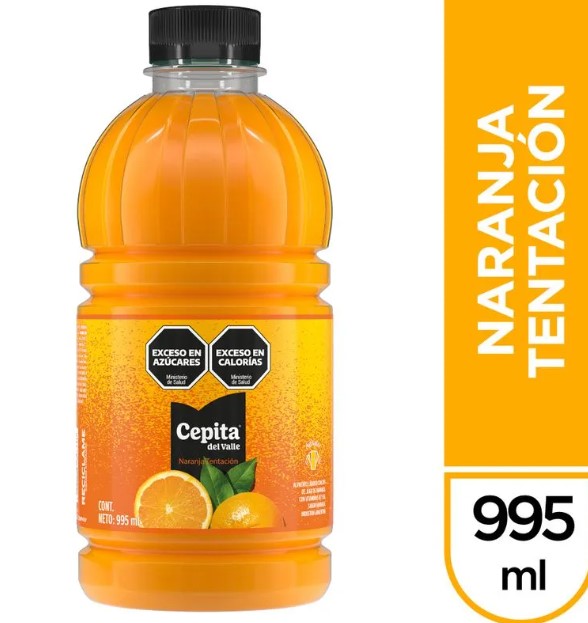 EXCESO EN
AZÚCARES
Ministerio
de Salud
EXCESO EN
CALORÍAS
Ministerio
de Salud
Cepita
del Valle
Naranja Tentación
RECICLAME
CONT.
NETO: 995 ml
NARANJA
TENTACIÓN
995
ml